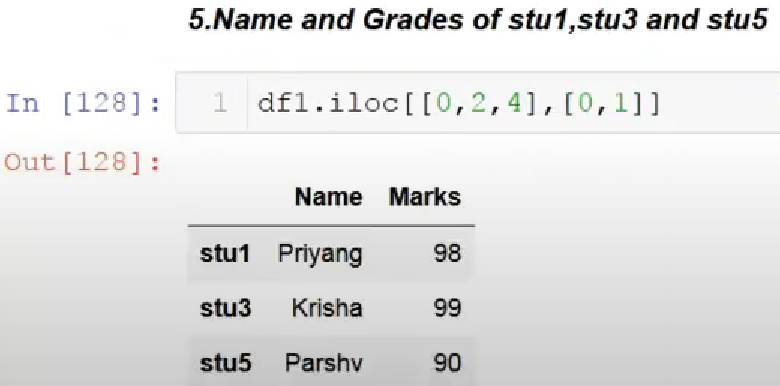 5.Name and Grades of stu1,stu3 and stu5
In [128]: 1 df1.iloc[[0,2,4],[0,1]]
Out[128]:
Name Marks
stu1 Priyang 98
stu3 Krisha 99
stu5 Parshv 90